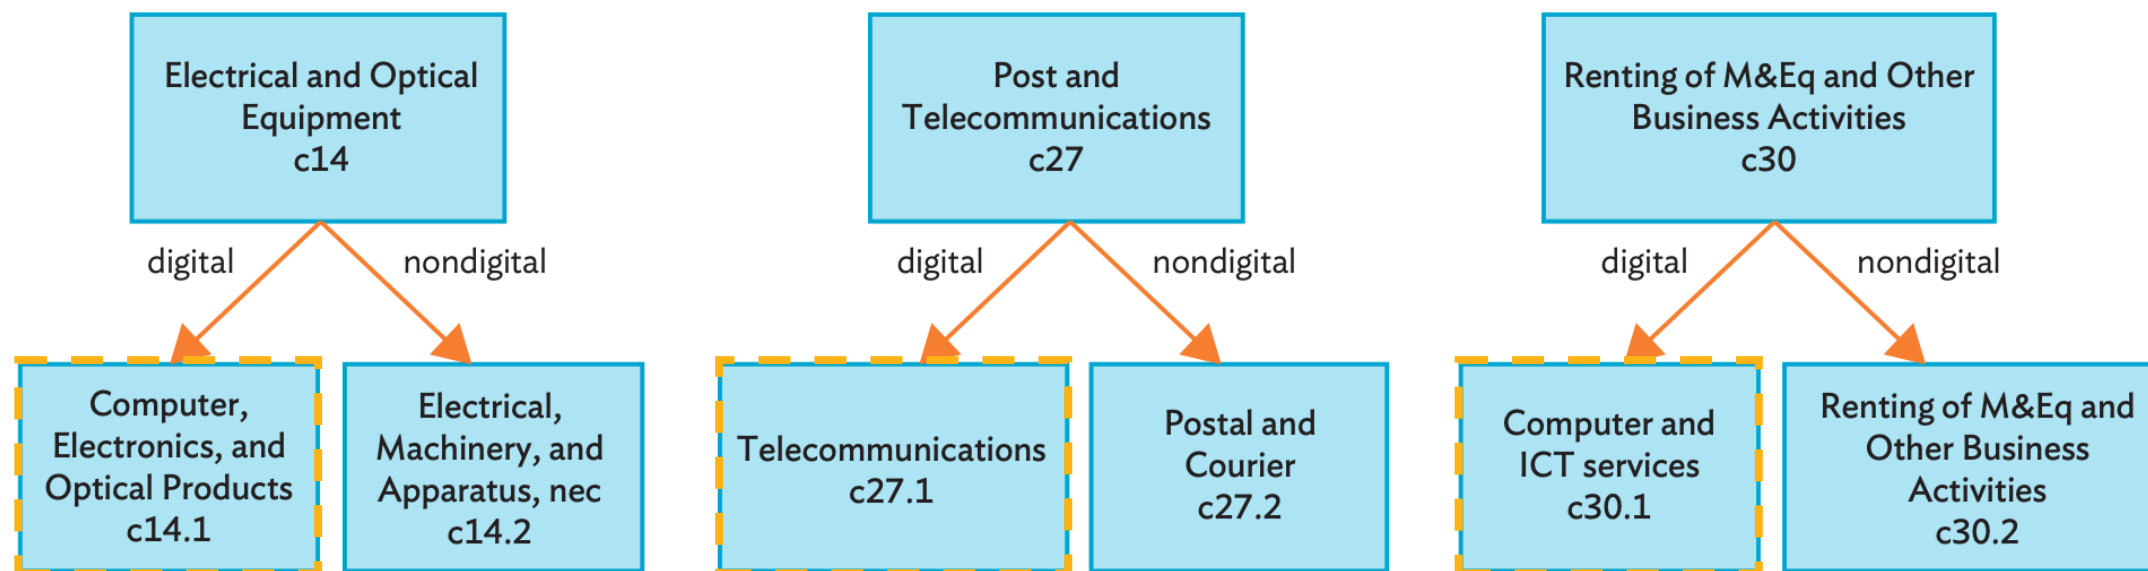 Electrical and Optical
Equipment
c14
Post and
Telecommunications
c27
Renting of M&Eq and Other
Business Activities
c30
digital
nondigital
digital
nondigital
digital
nondigital
Computer,
Electronics, and
Optical Products
c14.1
Electrical,
Machinery, and
Apparatus, nec
c14.2
Telecommunications
c27.1
Postal and
Courier
c27.2
Computer and
ICT services
c30.1
Renting of M&Eq and
Other Business
Activities
c30.2